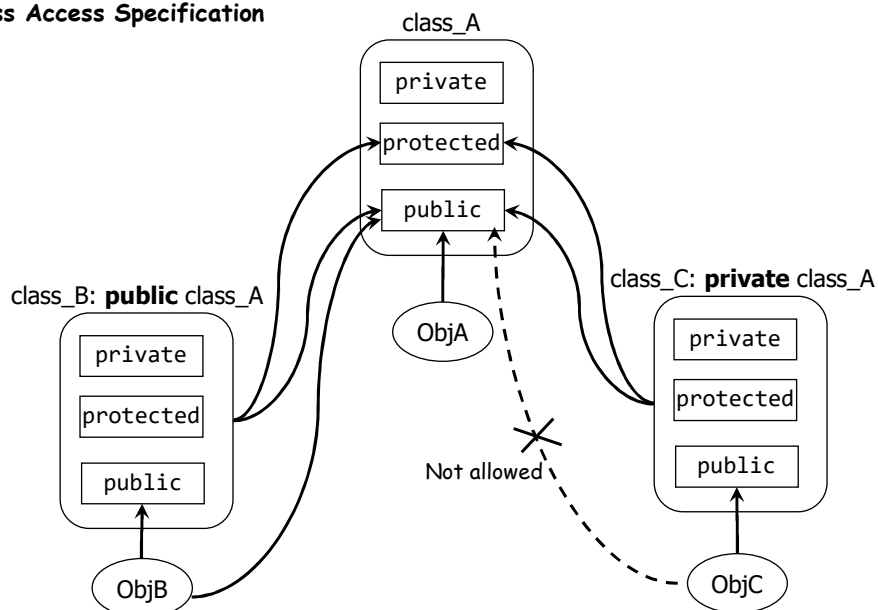 ss Access Specification
class_A
private
protected
public
class_B: public class_A
private
protected
public
ObjA
class_C: private class_A
private
protected
public
Not allowed
ObjB
ObjC